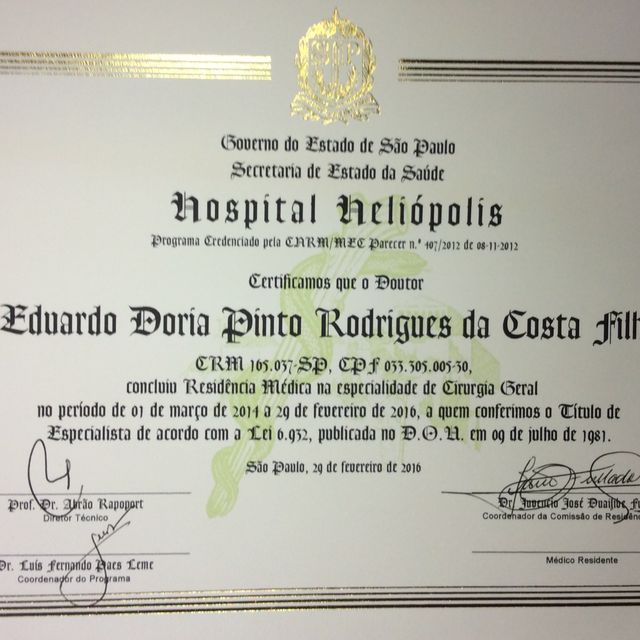 Governo do Estado de São Paulo
Secretaria de Estado da Saúde
Hospital Heliópolis
Programa Credenciado pela CNRM/MEC Parecer n.º 107/2012 de 08-11-2012
Certificamos que o Doutor
Eduardo Doria Pinto Rodrigues da Costa Filh
CRM 165.037-SP, CPF 033.305.005-30,
concluiu Residência Médica na especialidade de Cirurgia Geral
no período de 01 de março de 2014 a 29 de fevereiro de 2016, a quem conferimos o Título de
Especialista de acordo com a Lei 6.932, publicada no D.O.U. em 09 de julho de 1981.
São Paulo, 29 de fevereiro de 2016
Prof. Dr. Abrão Rapoport
Diretor Técnico
Dr. José
Coordenador da Comissão de Residênc
Dr. Luís Fernando Paes Leme
Coordenador do Programa
Médico Residente